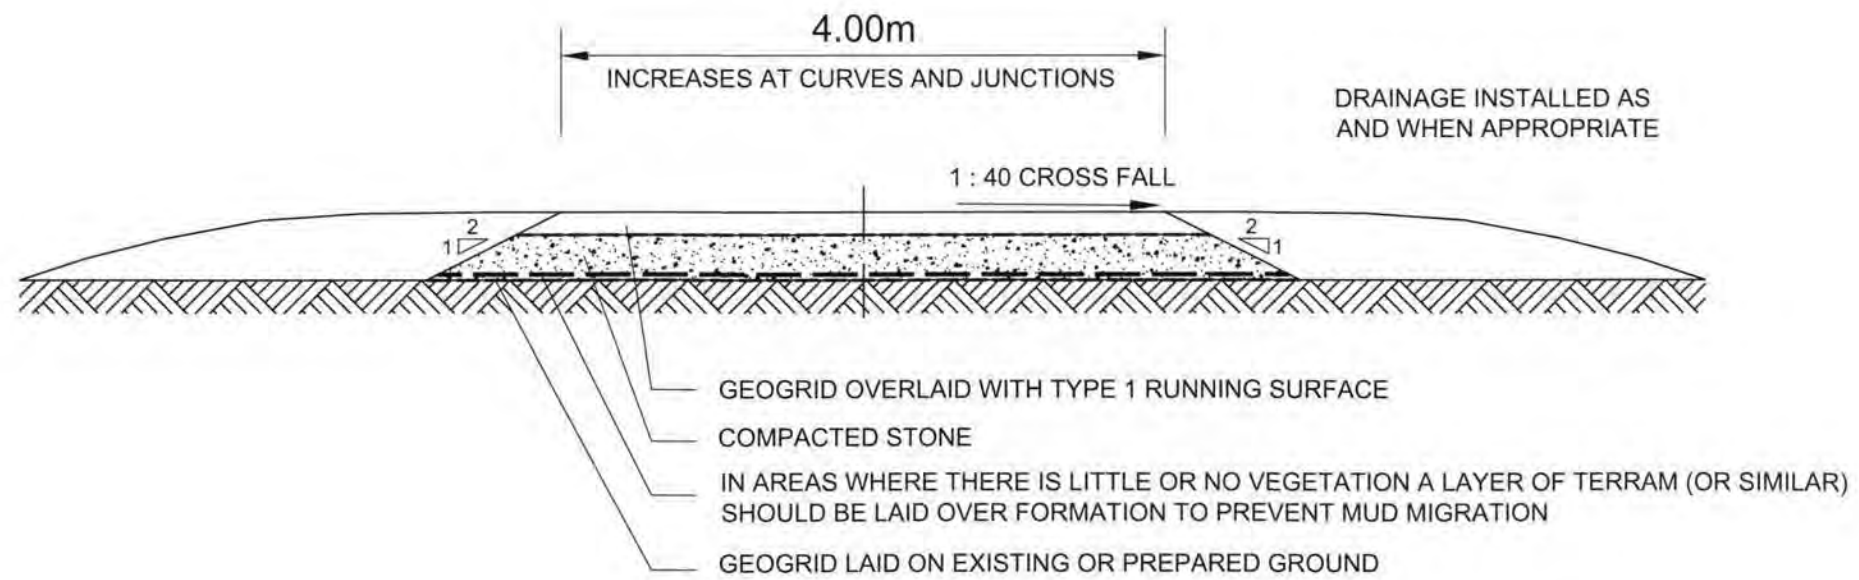 4.00m
INCREASES AT CURVES AND JUNCTIONS
DRAINAGE INSTALLED AS
AND WHEN APPROPRIATE
1 : 40 CROSS FALL
2
1
2
1
GEOGRID OVERLAID WITH TYPE 1 RUNNING SURFACE
COMPACTED STONE
IN AREAS WHERE THERE IS LITTLE OR NO VEGETATION A LAYER OF TERRAM (OR SIMILAR)
SHOULD BE LAID OVER FORMATION TO PREVENT MUD MIGRATION
GEOGRID LAID ON EXISTING OR PREPARED GROUND